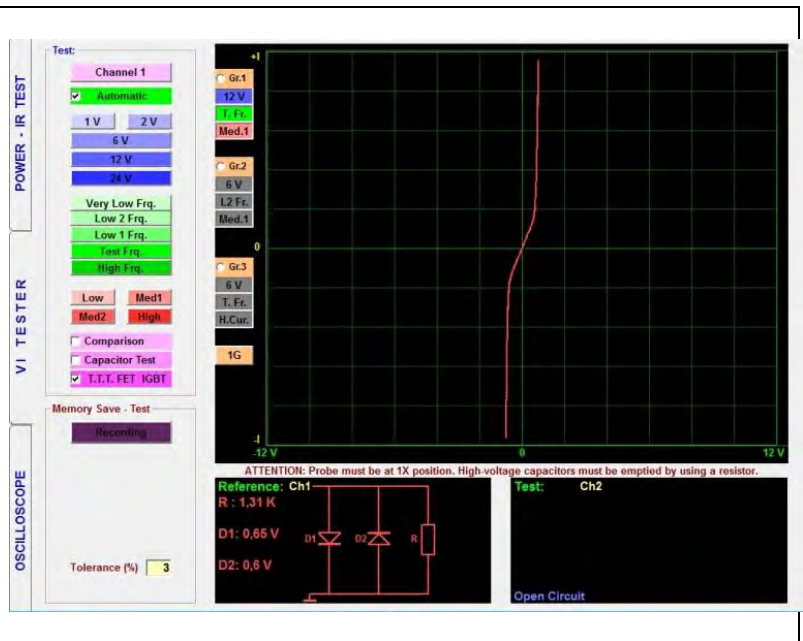 POWER - IR TEST
VI TESTER
OSCILLOSCOPE
Test:
Channel 1
Automatic
1 V 2 V
6 V
12 V
24 V
Very Low Frq.
Low 2 Frq.
Low 1 Frq.
Test Frq.
High Frq.
Low Med1
Med2 High
Comparison
Capacitor Test
T.T.T. FET IGBT
Memory Save - Test
Recording
Tolerance (%) 3
Gr.1
12 V
T. Fr.
Med.1
Gr.2
6 V
L2 Fr.
Med.1
Gr.3
6 V
T. Fr.
H.Cur.
1G
+I
0
-I
-12 V 0 12 V
ATTENTION: Probe must be at 1X position. High-voltage capacitors must be emptied by using a resistor.
Reference: Ch1
R : 1,31 K
D1: 0,65 V
D2: 0,6 V
D1 D2 R
Test: Ch2
Open Circuit